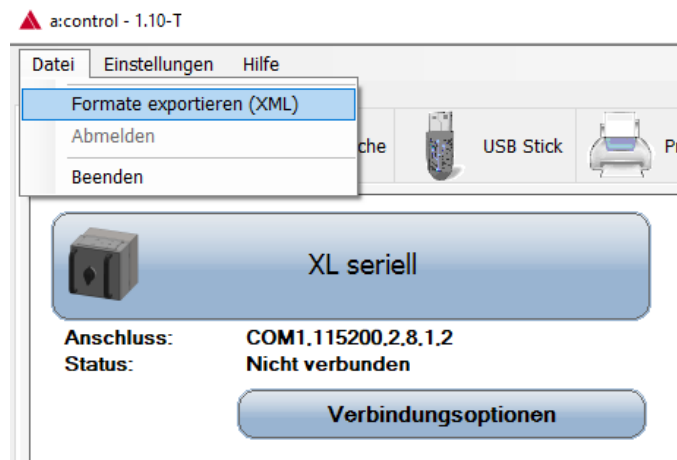 a:control - 1.10-T
Datei Einstellungen Hilfe
Formate exportieren (XML)
Abmelden
Beenden
USB Stick
XL seriell
Anschluss: COM1,115200,2,8,1,2
Status: Nicht verbunden
Verbindungsoptionen